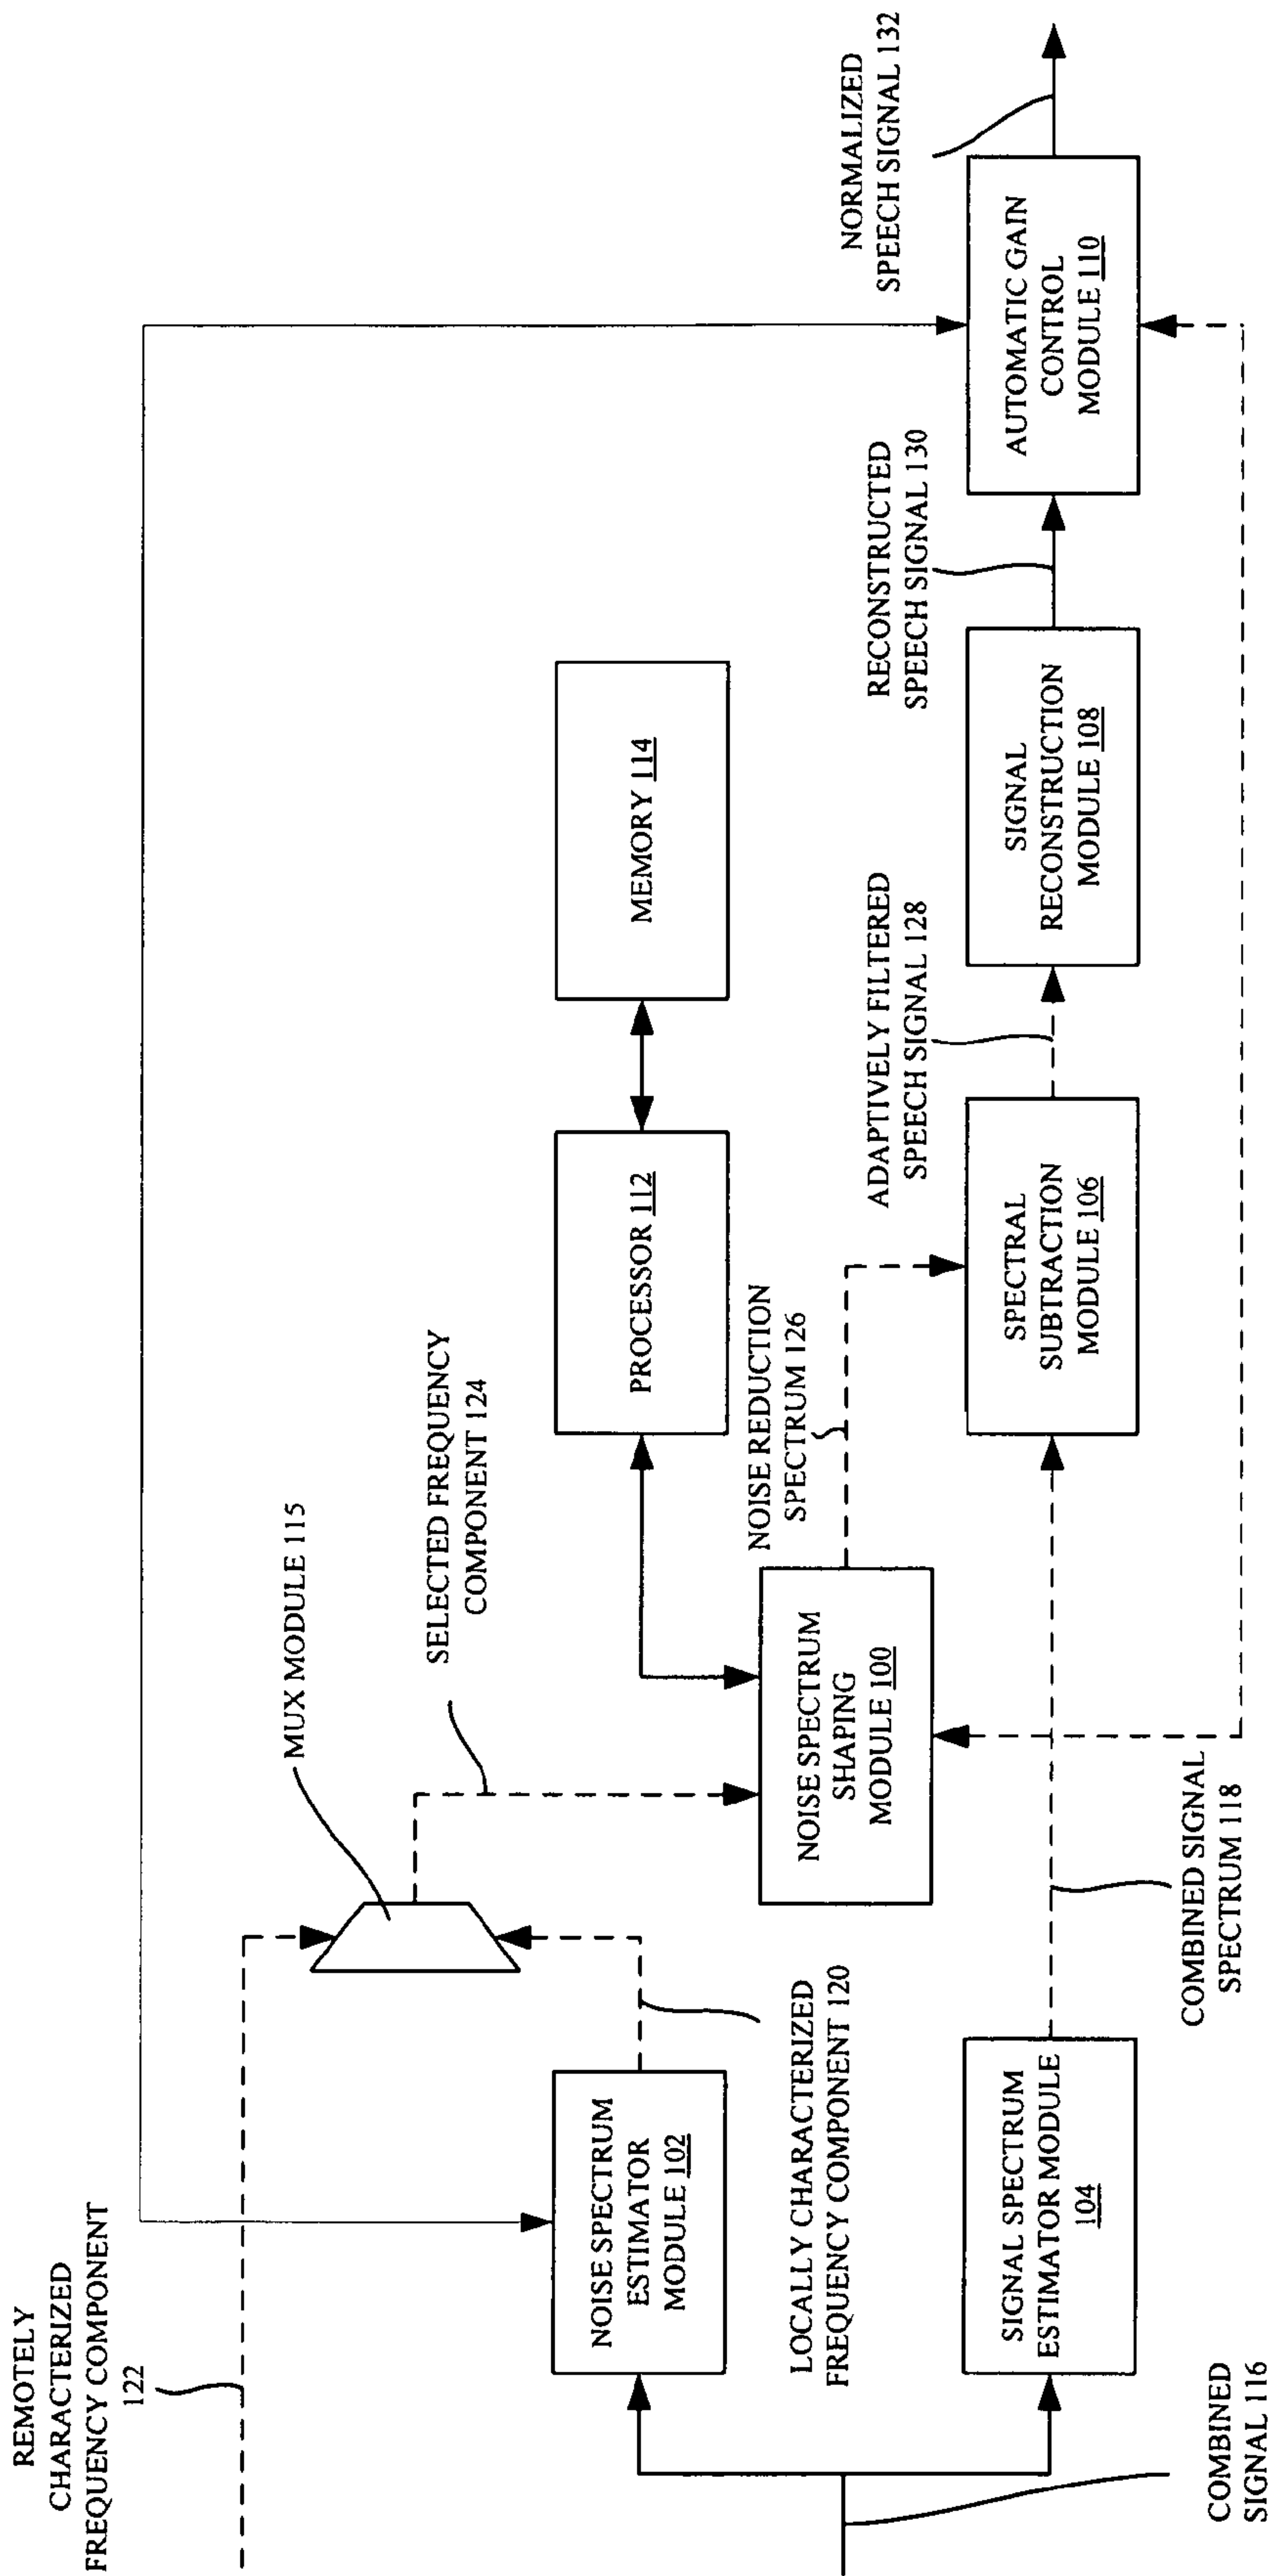 REMOTELY
CHARACTERIZED
FREQUENCY COMPONENT
122
MUX MODULE 115
SELECTED FREQUENCY
COMPONENT 124
NOISE SPECTRUM
ESTIMATOR
MODULE 102
PROCESSOR 112
MEMORY 114
LOCALLY CHARACTERIZED
FREQUENCY COMPONENT 120
NOISE SPECTRUM
SHAPING
MODULE 100
NOISE REDUCTION
SPECTRUM 126
ADAPTIVELY FILTERED
SPEECH SIGNAL 128
RECONSTRUCTED
SPEECH SIGNAL 130
NORMALIZED
SPEECH SIGNAL 132
SIGNAL SPECTRUM
ESTIMATOR MODULE
104
SPECTRAL
SUBTRACTION
MODULE 106
SIGNAL
RECONSTRUCTION
MODULE 108
AUTOMATIC GAIN
CONTROL
MODULE 110
COMBINED
SIGNAL 116
COMBINED SIGNAL
SPECTRUM 118